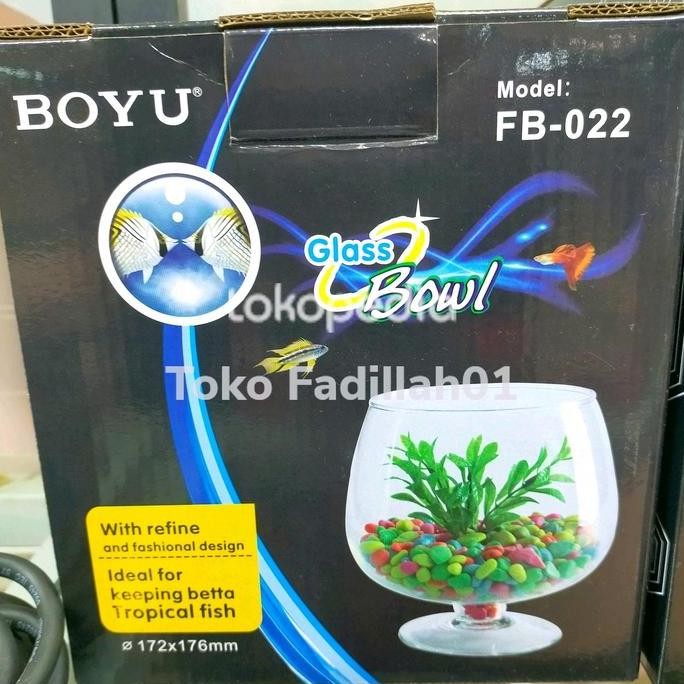 BOYU®
Model:
FB-022
Glass
Bowl
tokopedia
Toko Fadillah01
With refine
and fashional design
Ideal for
keeping betta
Tropical fish
ø 172x176mm